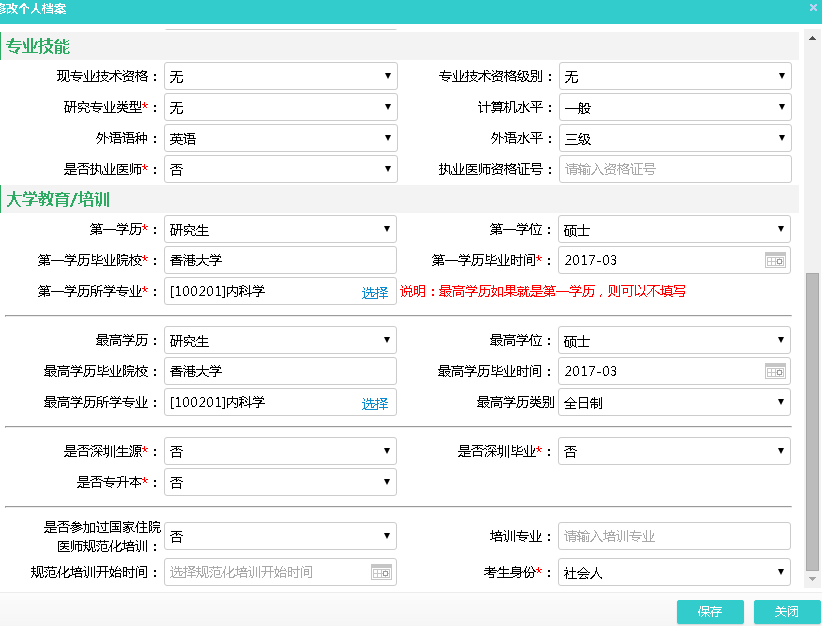 修改个人档案
专业技能
现专业技术资格： 无 专业技术资格级别： 无
研究专业类型*： 无 计算机水平： 一般
外语语种： 英语 外语水平： 三级
是否执业医师*： 否 执业医师资格证号： 请输入资格证号
大学教育/培训
第一学历*： 研究生 第一学位： 硕士
第一学历毕业院校*： 香港大学 第一学历毕业时间*： 2017-03
第一学历所学专业*： [100201]内科学 选择 说明：最高学历如果就是第一学历，则可以不填写
最高学历： 研究生 最高学位： 硕士
最高学历毕业院校： 香港大学 最高学历毕业时间： 2017-03
最高学历所学专业： [100201]内科学 选择 最高学历类别 全日制
是否深圳生源*： 否 是否深圳毕业*： 否
是否专升本*： 否
是否参加过国家住院
医师规范化培训： 否 培训专业： 请输入培训专业
规范化培训开始时间： 选择规范化培训开始时间 考生身份*： 社会人
保存 关闭